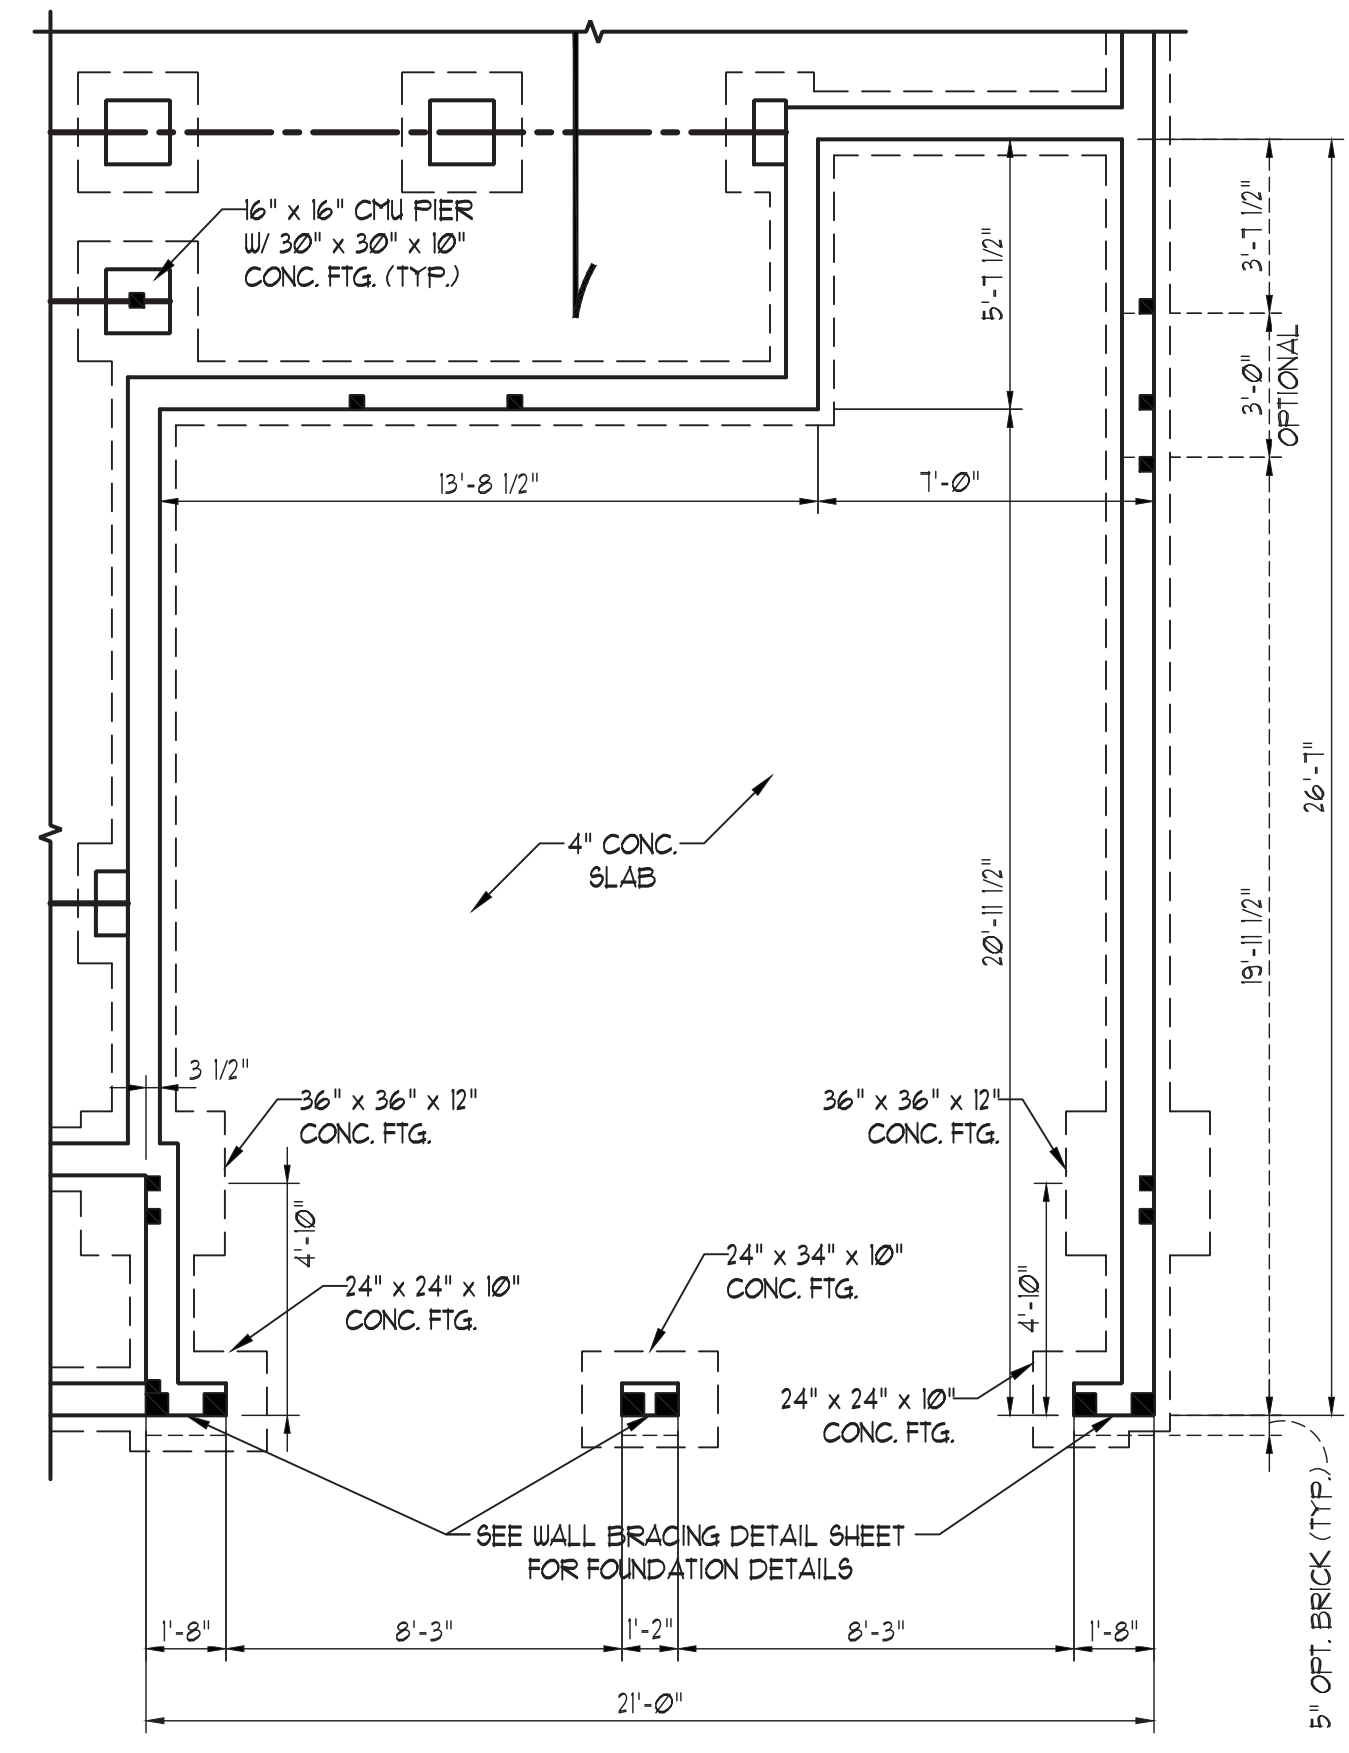 16" x 16" CMU PIER
W/ 30" x 30" x 10"
CONC. FTG. (TYP.)
5'-7 1/2"
3'-7 1/2"
3'-0"
OPTIONAL
13'-8 1/2"
7'-0"
26'-7"
4" CONC.
SLAB
20'-11 1/2"
19'-11 1/2"
3 1/2"
36" x 36" x 12"
CONC. FTG.
36" x 36" x 12"
CONC. FTG.
4'-10"
24" x 34" x 10"
CONC. FTG.
24" x 24" x 10"
CONC. FTG.
4'-10"
24" x 24" x 10"
CONC. FTG.
5" OPT. BRICK (TYP.)
SEE WALL BRACING DETAIL SHEET
FOR FOUNDATION DETAILS
1'-8"
8'-3"
1'-2"
8'-3"
1'-8"
21'-0"